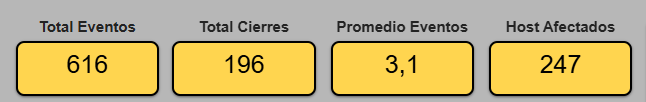 Total Eventos Total Cierres Promedio Eventos Host Afectados
616 196 3,1 247